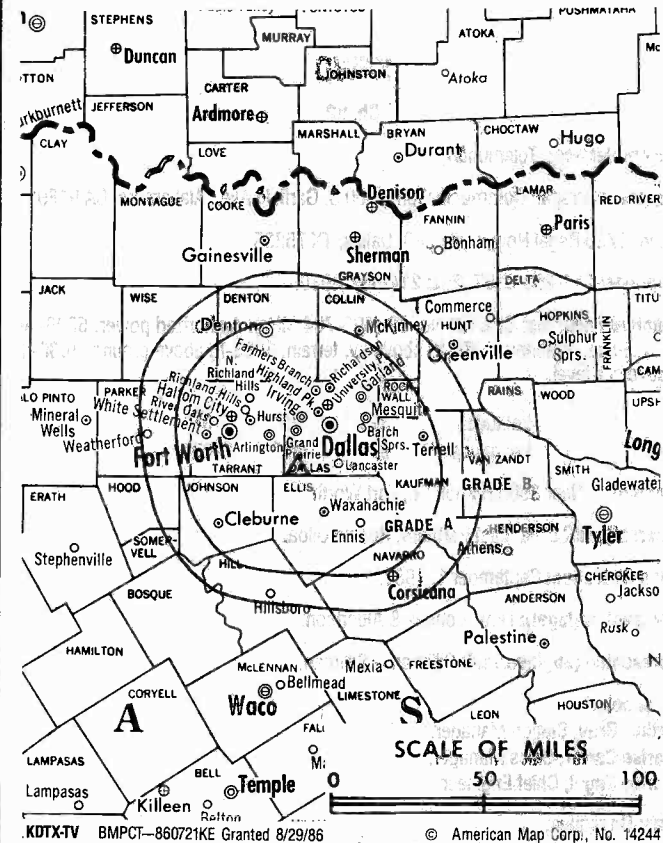 STEPHENS
PUSHMATAHA
MURRAY
ATOKA
Duncan
JOHNSTON
Atoka
CARTER
Ardmore
JEFFERSON
MARSHALL
BRYAN
CHOCTAW
Hugo
CLAY
LOVE
Durant
Denison
LAMAR
RED RIVER
MONTAGUE
COOKE
FANNIN
Paris
Gainesville
Sherman
Bonham
GRAYSON
DELTA
JACK
WISE
DENTON
COLLIN
Commerce
HOPKINS
FRANKLIN
Denton
McKinney
HUNT
Sulphur
Sprs.
Greenville
Farmers Branch
Richardson
N.
Richland
Hills
Highland Pk.
University
Garland
Richland Hills
Haltom City
Irving
ROCK
WALL
RAINS
WOOD
PARKER
River Oaks
White Settlement
Hurst
Mesquite
Mineral
Wells
Weatherford
Arlington
Grand
Prairie
Dallas
Balch
Sprs.
Terrell
Fort Worth
TARRANT
DALLAS
Lancaster
VAN ZANDT
SMITH
HOOD
JOHNSON
ELLIS
KAUFMAN
GRADE B
Gladewater
ERATH
Waxahachie
Cleburne
Ennis
GRADE A
HENDERSON
Tyler
SOMER-
VELL
NAVARRO
Athens
Stephenville
HILL
Corsicana
CHEROKEE
BOSQUE
Hillsboro
ANDERSON
Jackso
Rusk
HAMILTON
Palestine
McLENNAN
Mexia
FREESTONE
Bellmead
CORYELL
Waco
LIMESTONE
HOUSTON
A
S
LEON
LAMPASAS
SCALE OF MILES
BELL
Temple
0 50 100
Lampasas
Killeen
Belton
KDTX-TV BMPCT—860721KE Granted 8/29/86 © American Map Corp., No. 14244